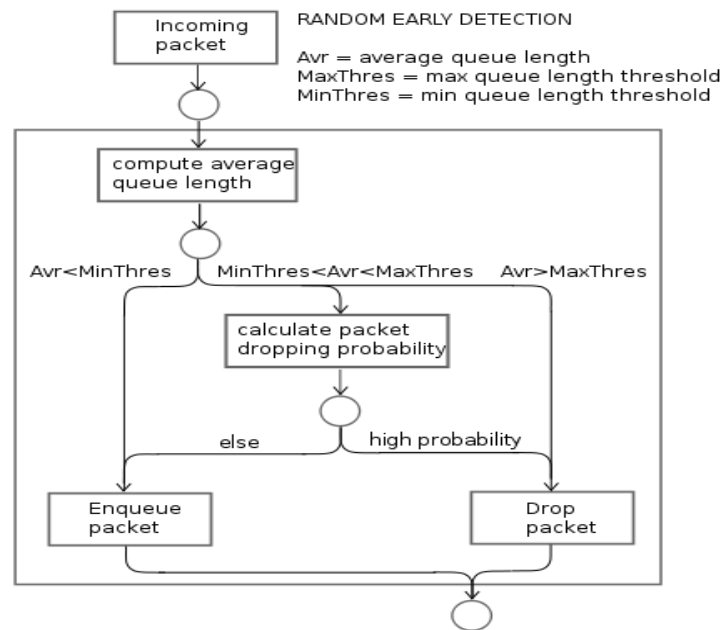 Incoming
packet
RANDOM EARLY DETECTION
Avr = average queue length
MaxThres = max queue length threshold
MinThres = min queue length threshold
compute average
queue length
Avr<MinThres
MinThres<Avr<MaxThres
Avr>MaxThres
calculate packet
dropping probability
else
high probability
Enqueue
packet
Drop
packet